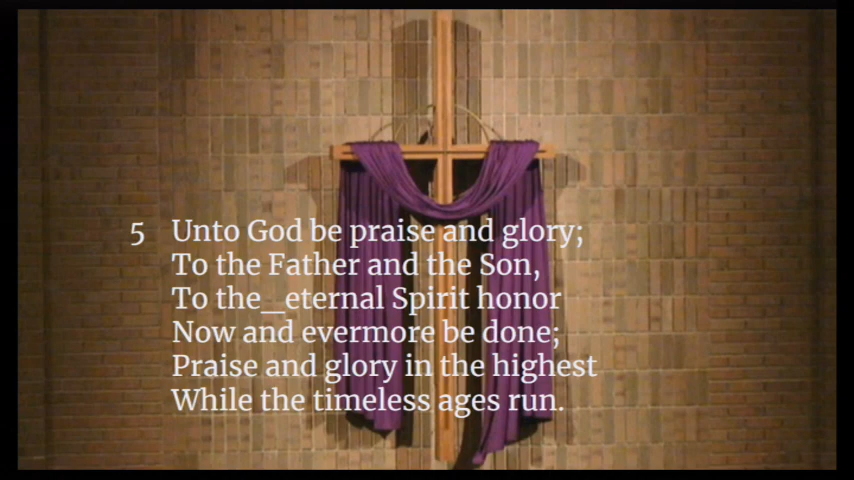 5 Unto God be praise and glory;
To the Father and the Son,
To the_eternal Spirit honor
Now and evermore be done;
Praise and glory in the highest
While the timeless ages run.